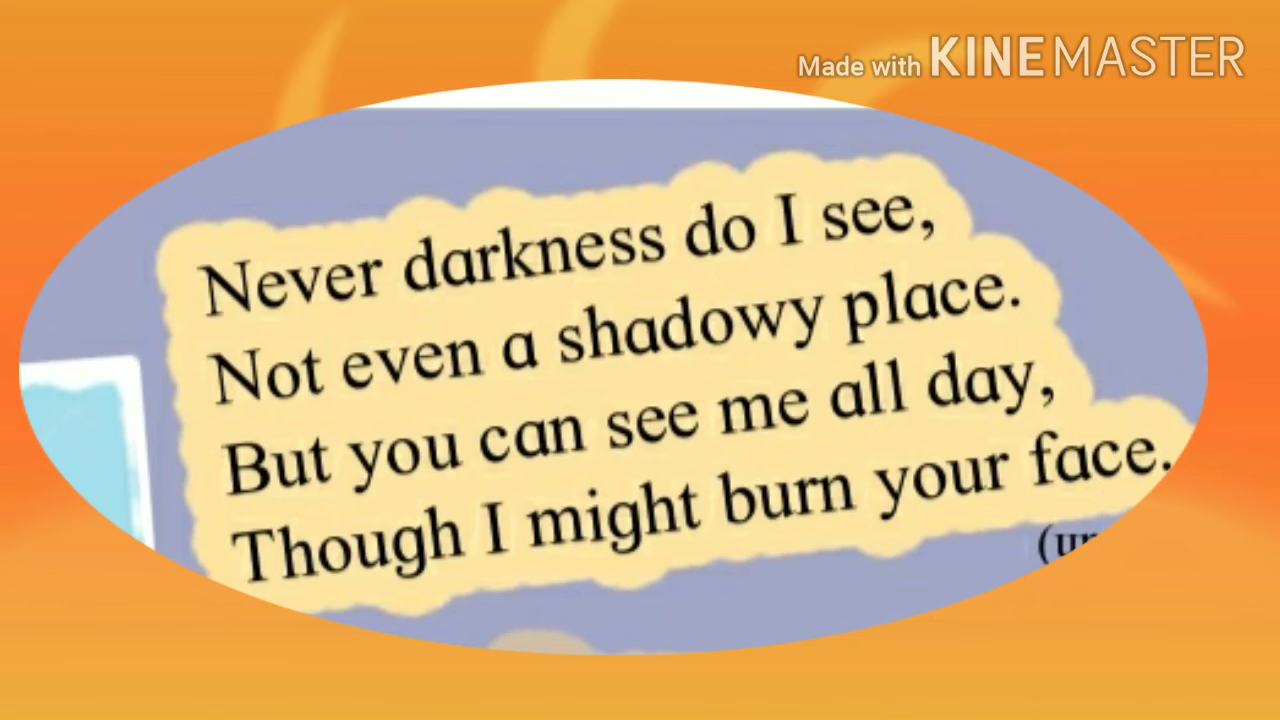 Made with KINEMASTER
Never darkness do I see,
Not even a shadowy place.
But you can see me all day,
Though I might burn your face.